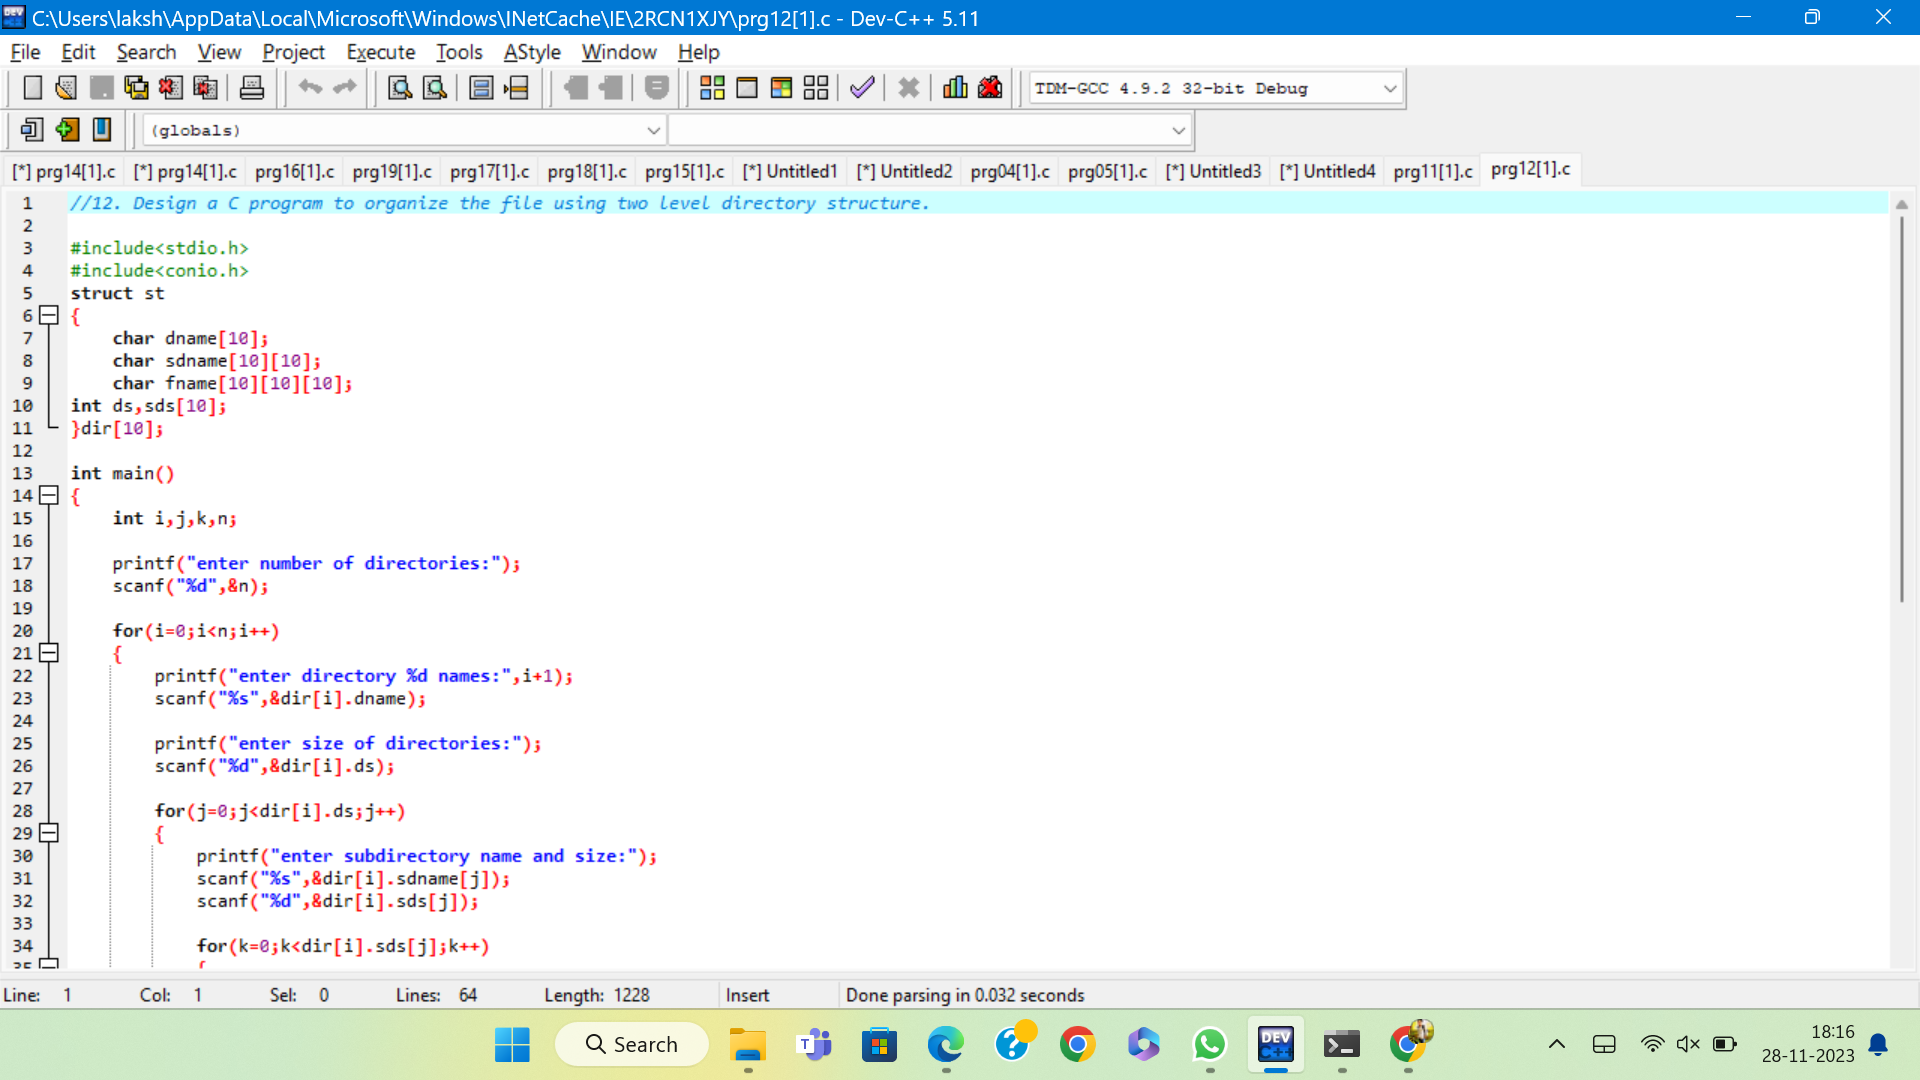 C:\Users\laksh\AppData\Local\Microsoft\Windows\INetCache\IE\2RCN1XJY\prg12[1].c - Dev-C++ 5.11
File Edit Search View Project Execute Tools AStyle Window Help
TDM-GCC 4.9.2 32-bit Debug
(globals)
[*] prg14[1].c [*] prg14[1].c prg16[1].c prg19[1].c prg17[1].c prg18[1].c prg15[1].c [*] Untitled1 [*] Untitled2 prg04[1].c prg05[1].c [*] Untitled3 [*] Untitled4 prg11[1].c prg12[1].c
1 //12. Design a C program to organize the file using two level directory structure.
2
3 #include<stdio.h>
4 #include<conio.h>
5 struct st
6 {
7 char dname[10];
8 char sdname[10][10];
9 char fname[10][10][10];
10 int ds,sds[10];
11 }dir[10];
12
13 int main()
14 {
15 int i,j,k,n;
16
17 printf("enter number of directories:");
18 scanf("%d",&n);
19
20 for(i=0;i<n;i++)
21 {
22 printf("enter directory %d names:",i+1);
23 scanf("%s",&dir[i].dname);
24
25 printf("enter size of directories:");
26 scanf("%d",&dir[i].ds);
27
28 for(j=0;j<dir[i].ds;j++)
29 {
30 printf("enter subdirectory name and size:");
31 scanf("%s",&dir[i].sdname[j]);
32 scanf("%d",&dir[i].sds[j]);
33
34 for(k=0;k<dir[i].sds[j];k++)
35 {
Line: 1 Col: 1 Sel: 0 Lines: 64 Length: 1228 Insert Done parsing in 0.032 seconds
Search
DEV C++
18:16
28-11-2023